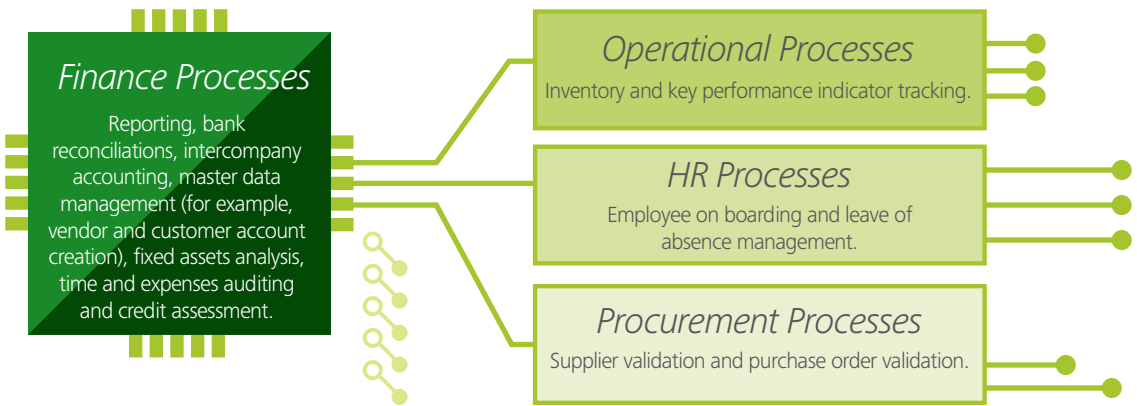 Finance Processes
Reporting, bank
reconciliations, intercompany
accounting, master data
management (for example,
vendor and customer account
creation), fixed assets analysis,
time and expenses auditing
and credit assessment.
Operational Processes
Inventory and key performance indicator tracking.
HR Processes
Employee on boarding and leave of
absence management.
Procurement Processes
Supplier validation and purchase order validation.